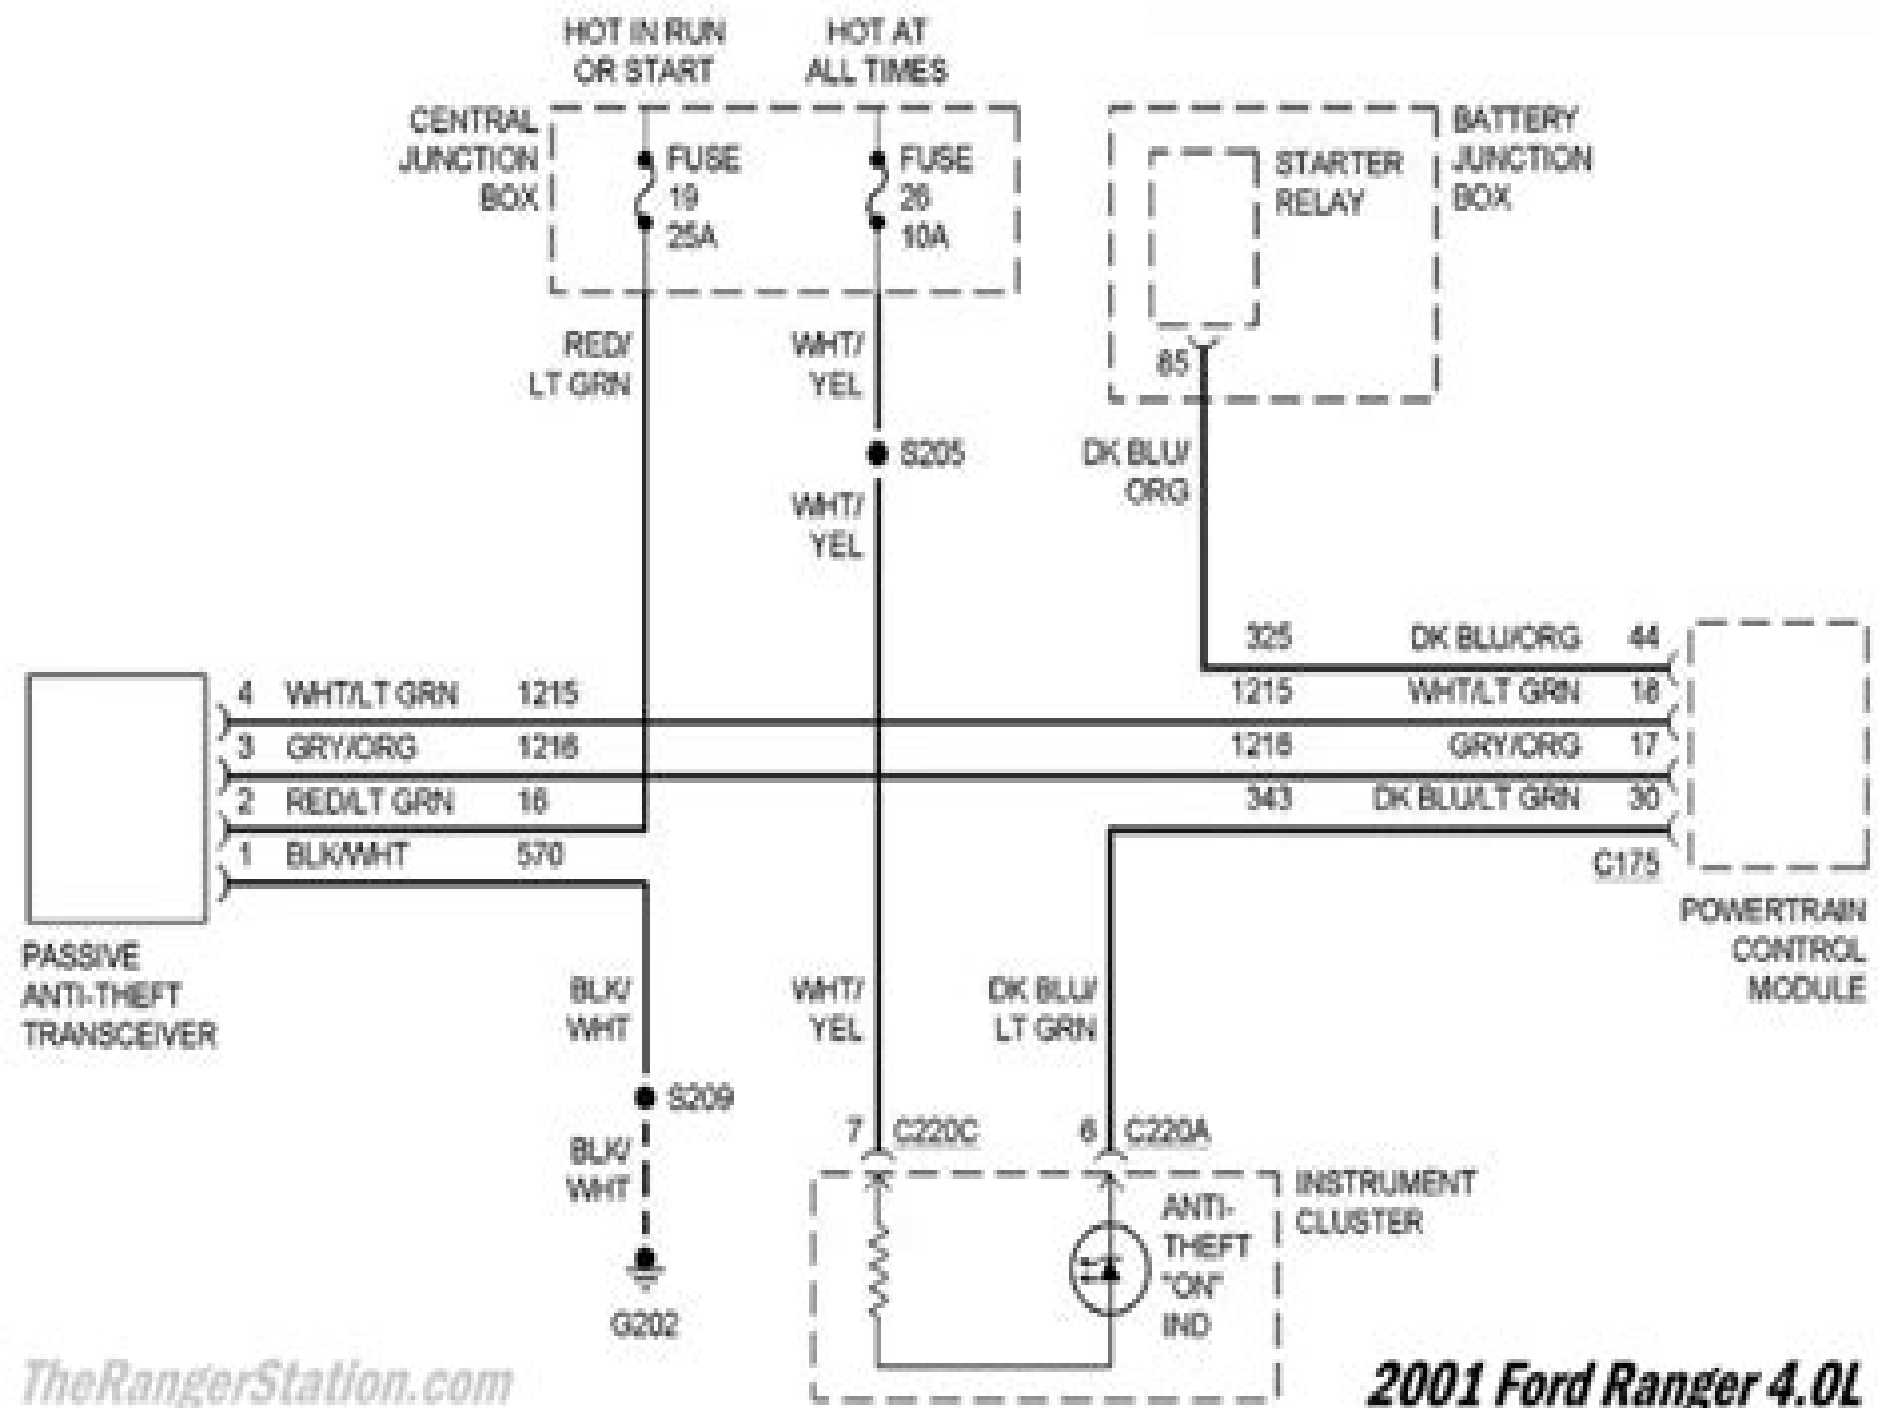 HOT IN RUN
OR START
HOT AT
ALL TIMES
CENTRAL
JUNCTION
BOX
FUSE
19
25A
FUSE
26
10A
STARTER
RELAY
BATTERY
JUNCTION
BOX
85
RED/
LT GRN
WHT/
YEL
S205
WHT/
YEL
DK BLU/
ORG
325 DK BLU/ORG 44
1215 WHT/LT GRN 18
1216 GRY/ORG 17
343 DK BLU/LT GRN 30
C175
POWERTRAIN
CONTROL
MODULE
4 WHT/LT GRN 1215
3 GRY/ORG 1216
2 RED/LT GRN 16
1 BLK/WHT 570
PASSIVE
ANTI-THEFT
TRANSCEIVER
BLK/
WHT
WHT/
YEL
DK BLU/
LT GRN
S209
BLK/
WHT
G202
7 C220C
6 C220A
INSTRUMENT
CLUSTER
ANTI-
THEFT
"ON"
IND
TheRangerStation.com
2001 Ford Ranger 4.0L